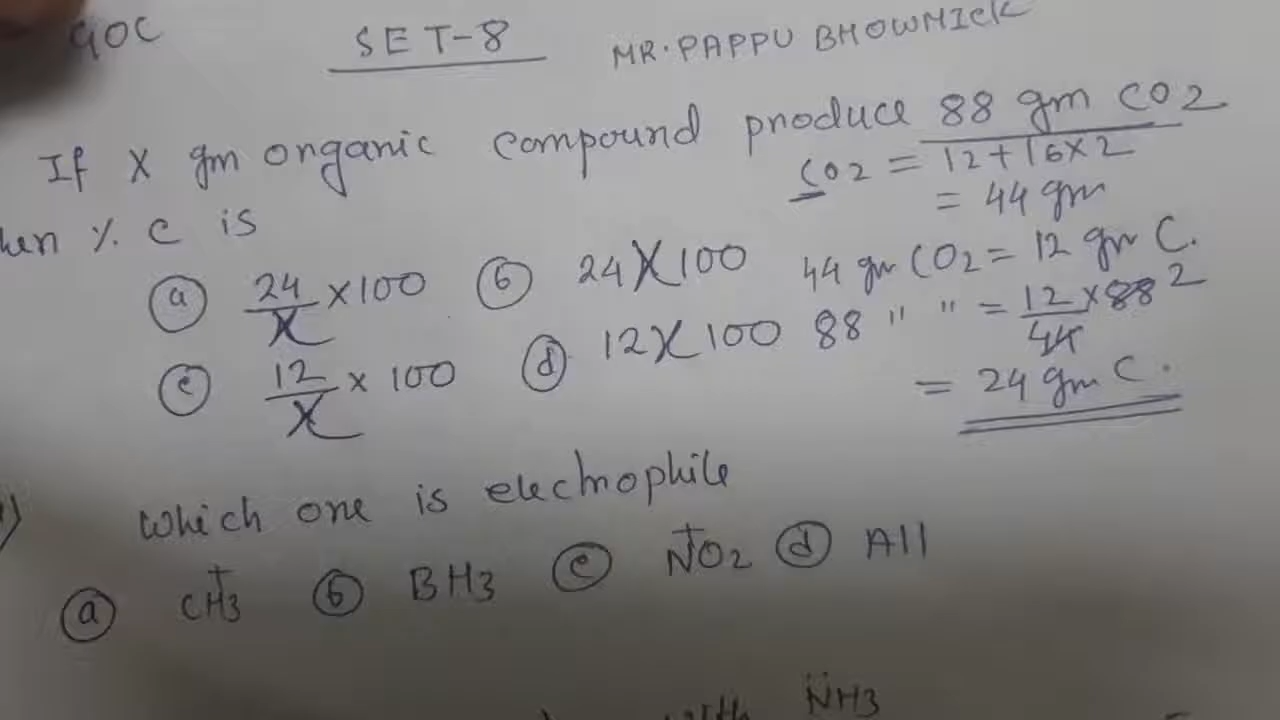 GOC
SET-8
MR. PAPPU BHOWMICK
If X gm organic compound produce 88 gm CO2
CO2 = 12+16×2
= 44 gm
hen % C is
44 gm CO2 = 12 gm C.
88 " " = 12×88 2 / 44
= 24 gm C.
(a) 24/X ×100 (b) 24X100
(c) 12/X × 100 (d) 12X100
) Which one is electrophile
(a) CH3+ (b) BH3 (c) N+O2 (d) All
with NH3